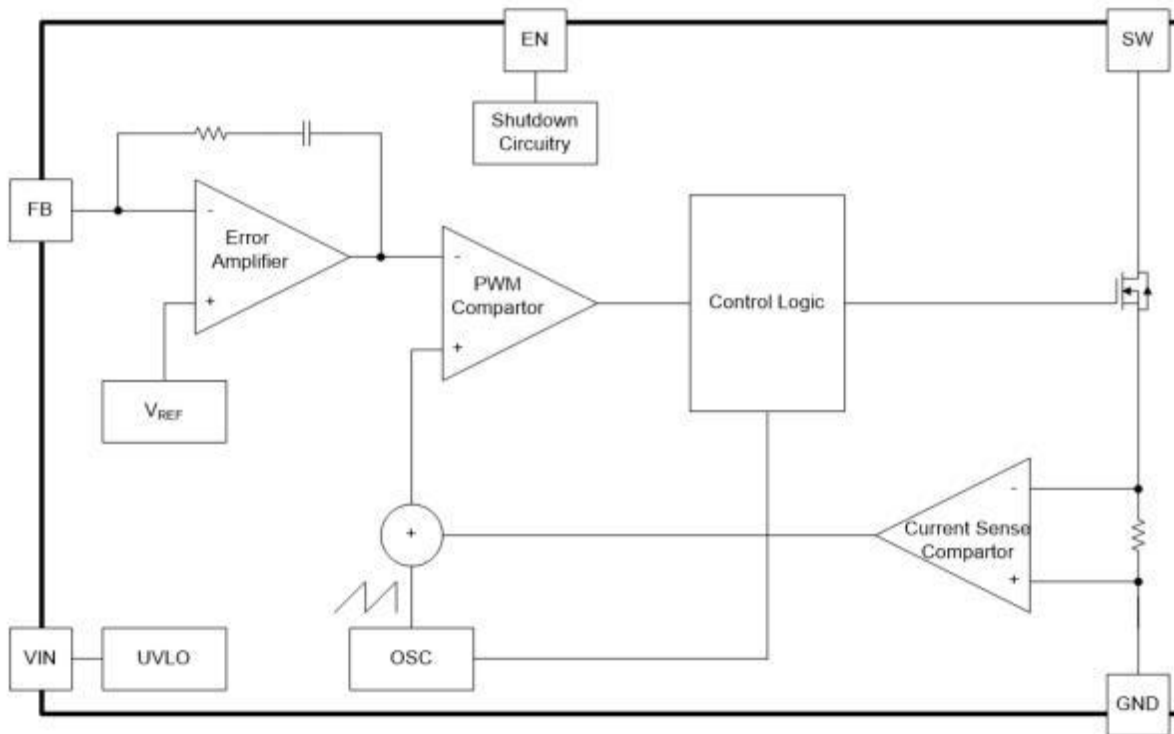 EN
SW
Shutdown
Circuitry
FB
-
Error
Amplifier
+
-
PWM
Compartor
+
Control Logic
VREF
-
Current Sense
Compartor
+
+
VIN
UVLO
OSC
GND